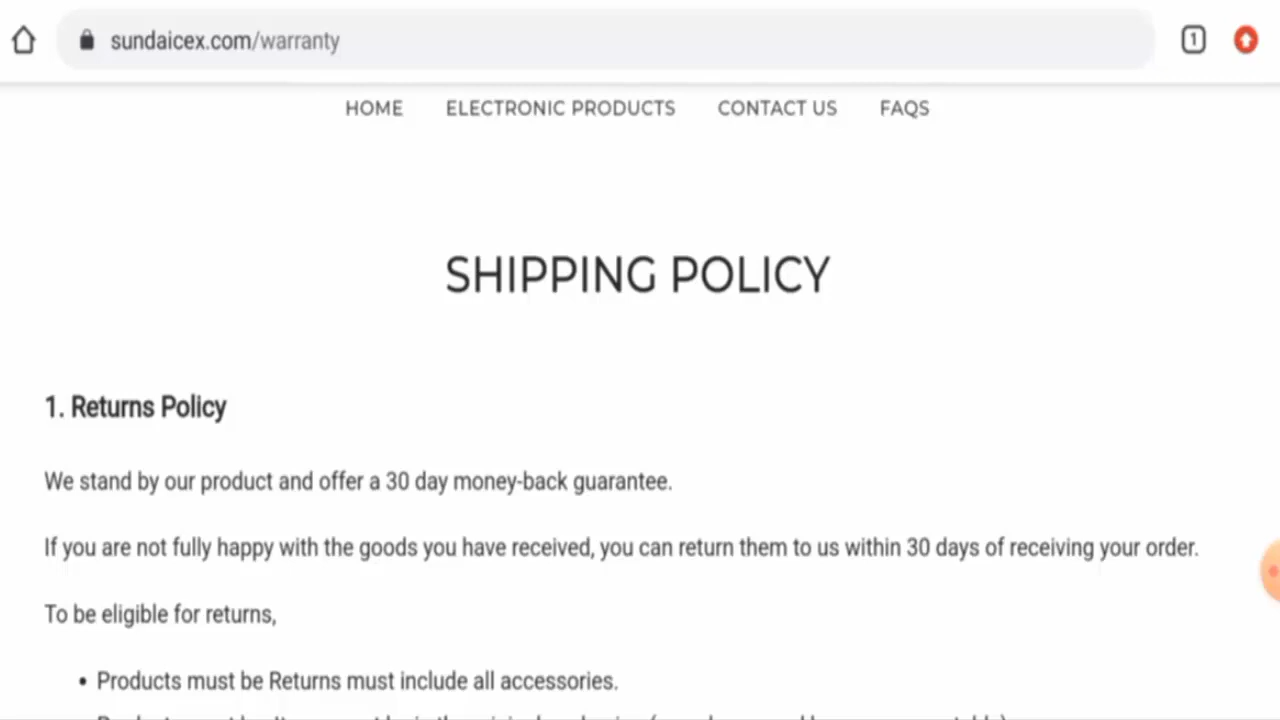 sundaicex.com/warranty
1
HOME ELECTRONIC PRODUCTS CONTACT US FAQS
SHIPPING POLICY
1. Returns Policy
We stand by our product and offer a 30 day money-back guarantee.
If you are not fully happy with the goods you have received, you can return them to us within 30 days of receiving your order.
To be eligible for returns,
• Products must be Returns must include all accessories.